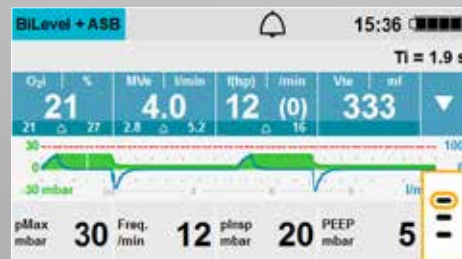 BiLevel + ASB 15:36
Ti = 1.9 s
O₂i % MVe l/min f(Isp) /min Vte ml
21 4.0 12 (0) 333
21 27 2.8 5.2 16
30 100
0
-30 mbar l/m
pMax mbar 30 Freq. /min 12 pInsp mbar 20 PEEP mbar 5